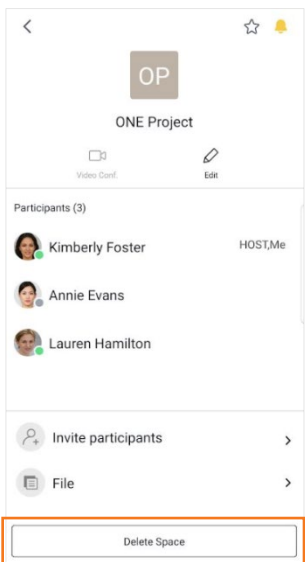 OP
ONE Project
Video Conf. Edit
Participants (3)
Kimberly Foster HOST,Me
Annie Evans
Lauren Hamilton
Invite participants
File
Delete Space